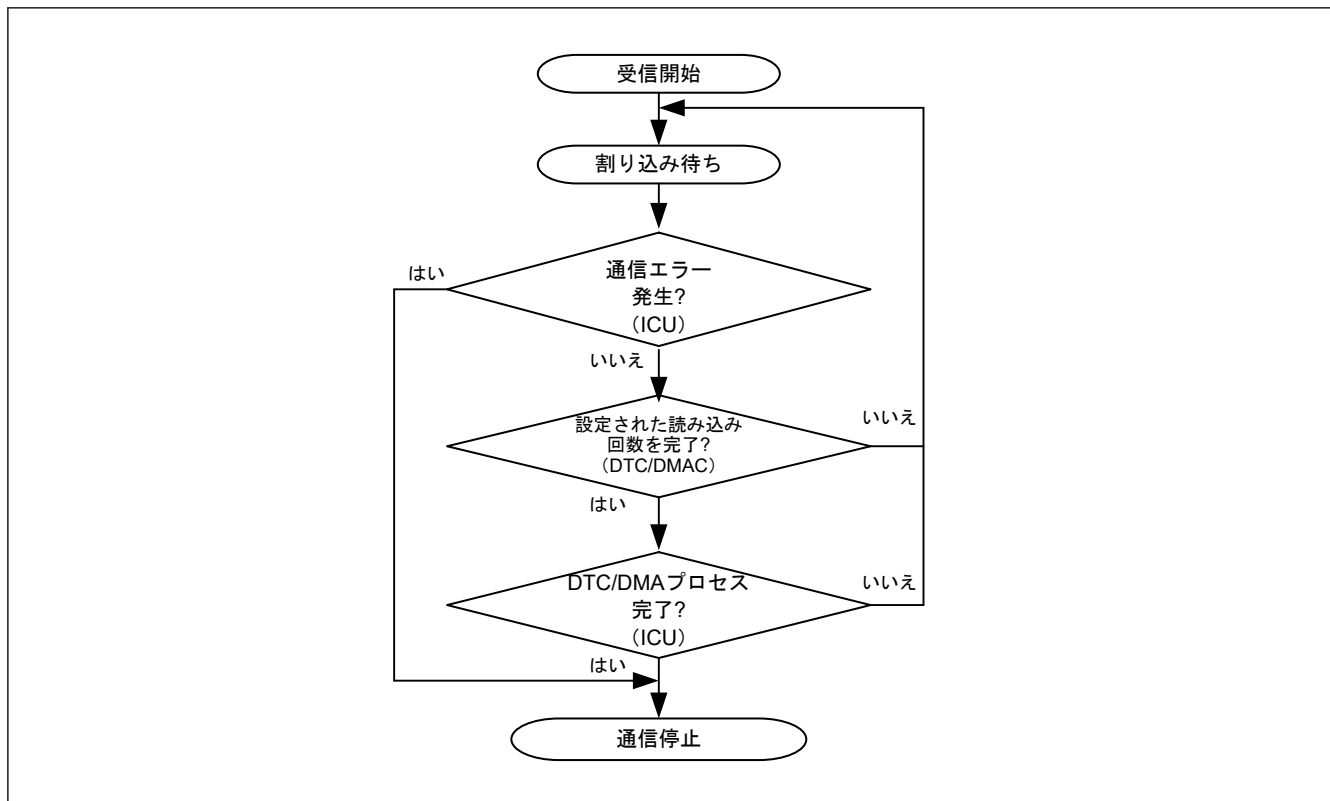 受信開始
割り込み待ち
はい
通信エラー
発生?
（ICU）
いいえ
設定された読み込み
回数を完了?
（DTC/DMAC）
いいえ
はい
DTC/DMAプロセス
完了?
（ICU）
いいえ
はい
通信停止